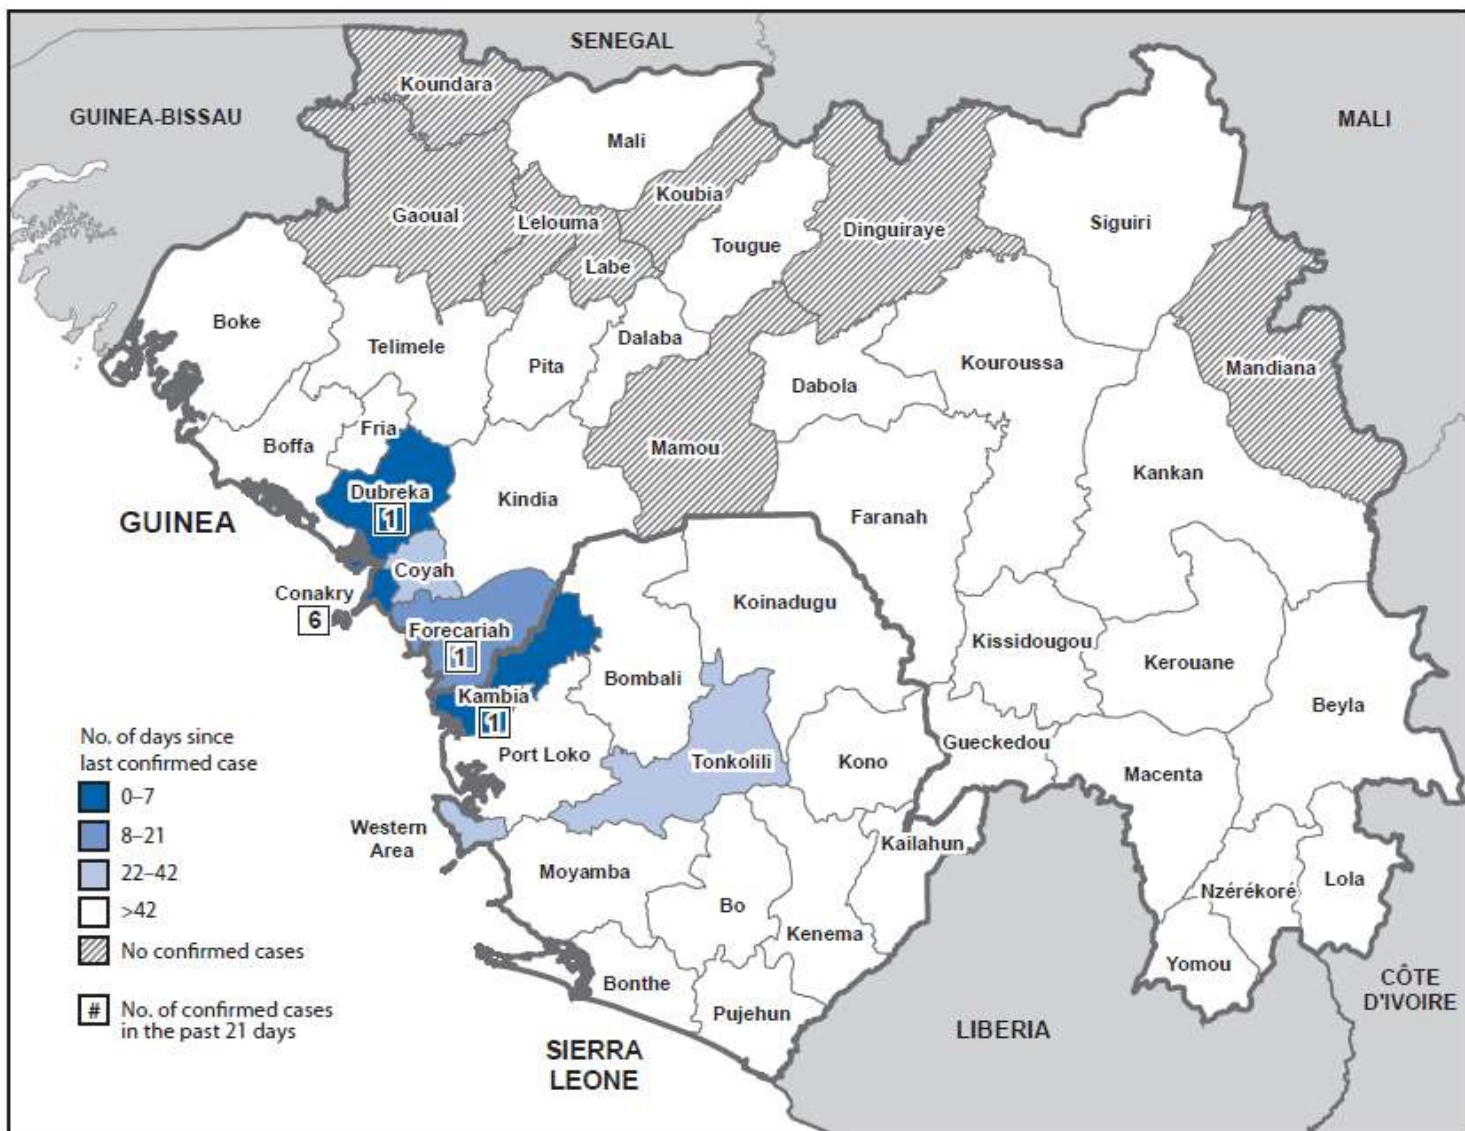 SENEGAL
Koundara
GUINEA-BISSAU
MALI
Mali
Koubia
Gaoual
Lelouma
Dinguiraye
Siguiri
Tougue
Labe
Boke
Telimele
Dalaba
Pita
Kouroussa
Mandiana
Dabola
Fria
Boffa
Mamou
Kankan
Dubreka
1
Kindia
GUINEA
Faranah
Coyah
Conakry
6
Koinadugu
Forecariah
1
Kissidougou
Kerouane
Bombali
Kambia
1
Beyla
Gueckedou
Port Loko
Tonkolili
Kono
Macenta
No. of days since
last confirmed case
0–7
8–21
22–42
>42
No confirmed cases
# No. of confirmed cases
in the past 21 days
Western
Area
Kailahun
Moyamba
Nzérékoré
Lola
Bo
Kenema
Yomou
Bonthe
CÔTE
D'IVOIRE
Pujehun
LIBERIA
SIERRA
LEONE